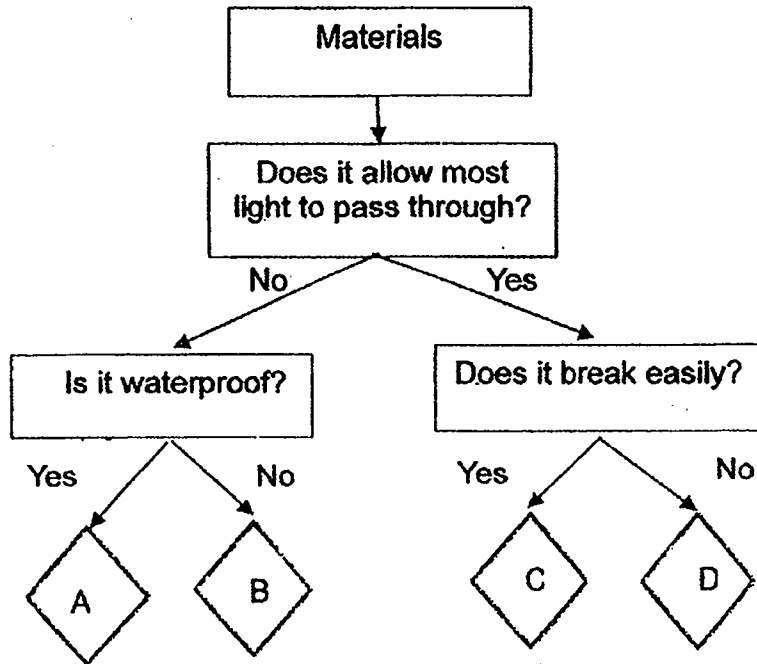 Materials
Does it allow most
light to pass through?
No
Yes
Is it waterproof?
Does it break easily?
Yes
No
Yes
No
A
B
C
D